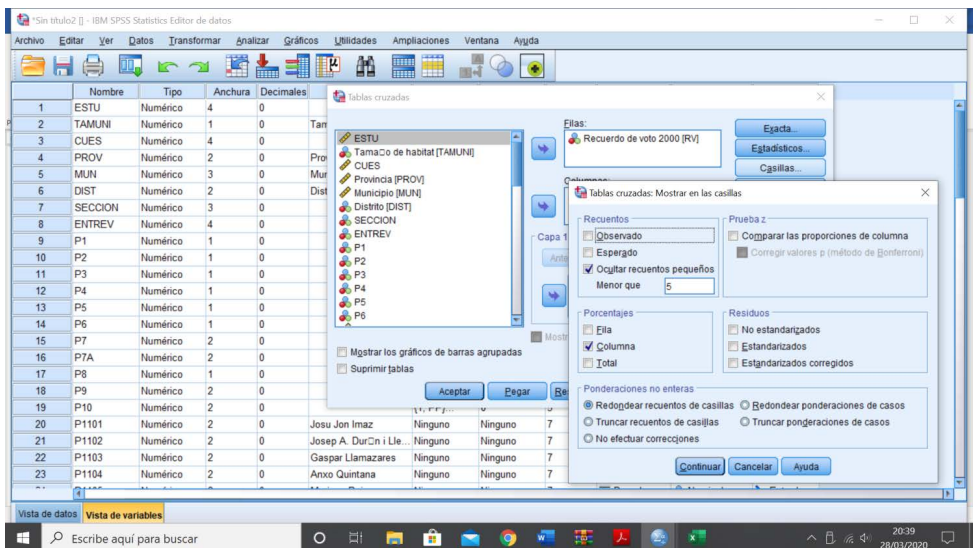 *Sin título2 [] - IBM SPSS Statistics Editor de datos
Archivo Editar Ver Datos Transformar Analizar Gráficos Utilidades Ampliaciones Ventana Ayuda
Nombre Tipo Anchura Decimales
1 ESTU Numérico 4 0
2 TAMUNI Numérico 1 0 Tam
3 CUES Numérico 4 0
4 PROV Numérico 2 0 Prov
5 MUN Numérico 3 0 Mun
6 DIST Numérico 2 0 Dist
7 SECCION Numérico 3 0
8 ENTREV Numérico 4 0
9 P1 Numérico 1 0
10 P2 Numérico 1 0
11 P3 Numérico 1 0
12 P4 Numérico 1 0
13 P5 Numérico 1 0
14 P6 Numérico 1 0
15 P7 Numérico 2 0
16 P7A Numérico 2 0
17 P8 Numérico 1 0
18 P9 Numérico 2 0
19 P10 Numérico 2 0
20 P1101 Numérico 2 0 Josu Jon Imaz Ninguno Ninguno 7
21 P1102 Numérico 2 0 Josep A. Dur□n i Lle... Ninguno Ninguno 7
22 P1103 Numérico 2 0 Gaspar Llamazares Ninguno Ninguno 7
23 P1104 Numérico 2 0 Anxo Quintana Ninguno Ninguno 7
Tablas cruzadas
ESTU
Tama□o de habitat [TAMUNI]
CUES
Provincia [PROV]
Municipio [MUN]
Distrito [DIST]
SECCION
ENTREV
P1
P2
P3
P4
P5
P6
Filas:
Recuerdo de voto 2000 [RV]
Columnas:
Capa 1
Exacta...
Estadísticos...
Casillas...
Mostrar los gráficos de barras agrupadas
Suprimir tablas
Aceptar Pegar
Tablas cruzadas: Mostrar en las casillas
Recuentos
Observado
Esperado
Ocultar recuentos pequeños
Menor que 5
Prueba z
Comparar las proporciones de columna
Corregir valores p (método de Bonferroni)
Porcentajes
Fila
Columna
Total
Residuos
No estandarizados
Estandarizados
Estandarizados corregidos
Ponderaciones no enteras
Redondear recuentos de casillas Redondear ponderaciones de casos
Truncar recuentos de casillas Truncar ponderaciones de casos
No efectuar correcciones
Continuar Cancelar Ayuda
Vista de datos Vista de variables
Escribe aquí para buscar
20:39
28/03/2020